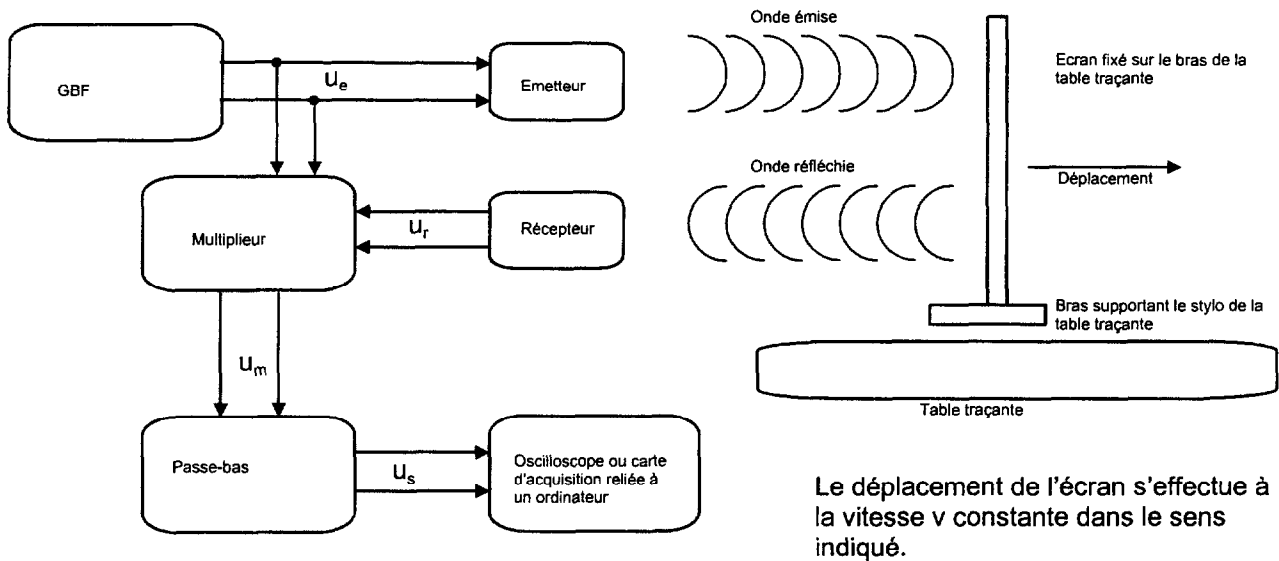 Onde émise
GBF
u_e
Emetteur
Ecran fixé sur le bras de la
table traçante
Onde réfléchie
Déplacement
Multiplieur
u_r
Récepteur
Bras supportant le stylo de la
table traçante
u_m
Table traçante
Passe-bas
u_s
Oscilloscope ou carte
d'acquisition reliée à
un ordinateur
Le déplacement de l'écran s'effectue à
la vitesse v constante dans le sens
indiqué.